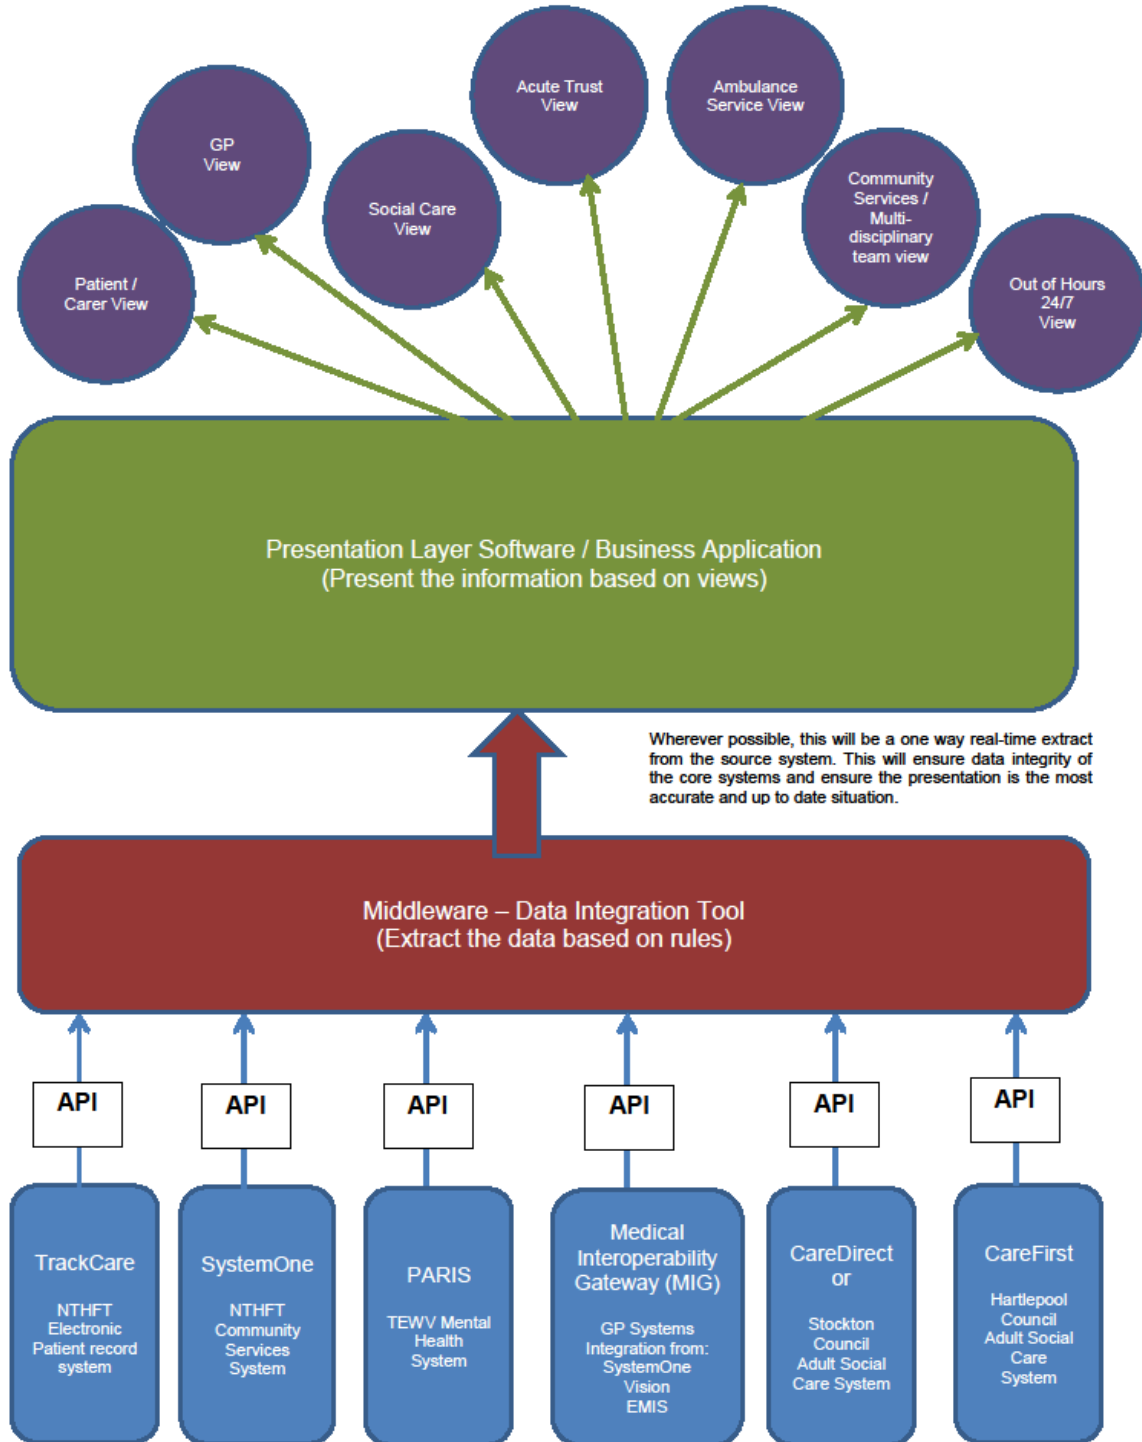 Acute Trust
View
Ambulance
Service View
GP
View
Social Care
View
Community
Services /
Multi-
disciplinary
team view
Patient /
Carer View
Out of Hours
24/7
View
Presentation Layer Software / Business Application
(Present the information based on views)
Wherever possible, this will be a one way real-time extract
from the source system. This will ensure data integrity of
the core systems and ensure the presentation is the most
accurate and up to date situation.
Middleware – Data Integration Tool
(Extract the data based on rules)
API
API
API
API
API
API
TrackCare
NTHFT
Electronic
Patient record
system
SystemOne
NTHFT
Community
Services
System
PARIS
TEWV Mental
Health
System
Medical
Interoperability
Gateway (MIG)
GP Systems
Integration from:
SystemOne
Vision
EMIS
CareDirect
or
Stockton
Council
Adult Social
Care System
CareFirst
Hartlepool
Council
Adult Social
Care
System